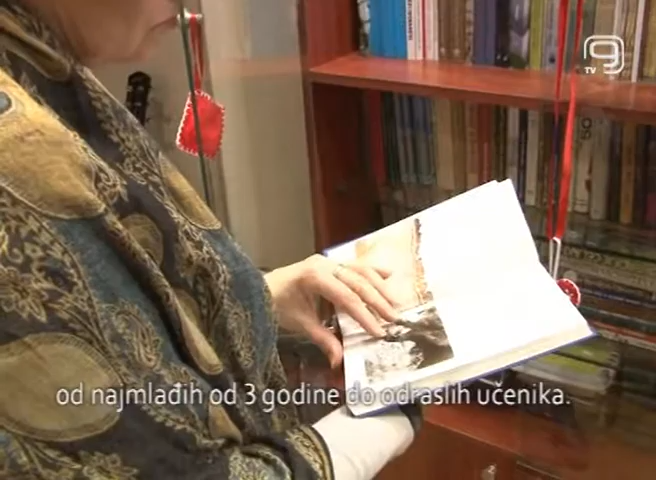 9
tv
od najmlađih, od 3 godine, do odraslih učenika.